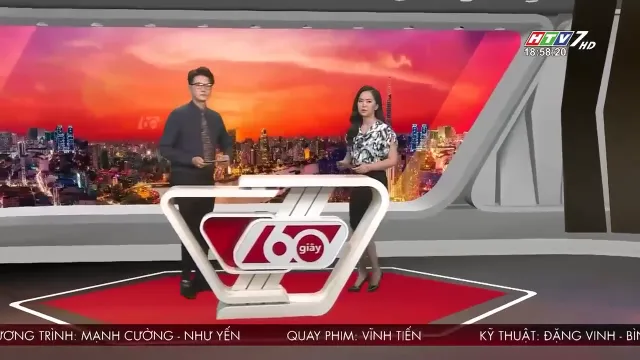 HTV7 HD
18:58:20
60
giây
ƯƠNG TRÌNH: MẠNH CƯỜNG - NHƯ YẾN QUAY PHIM: VĨNH TIẾN KỸ THUẬT: ĐẶNG VINH - BÌN